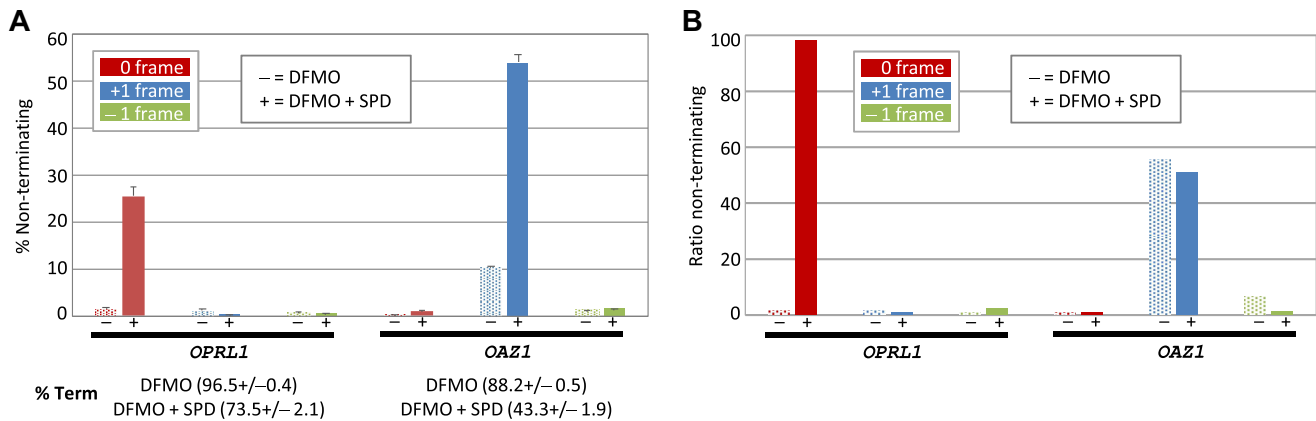 A
% Non-terminating
60
50
40
30
20
10
0
0 frame
+1 frame
– 1 frame
– = DFMO
+ = DFMO + SPD
– + – + – + – + – + – +
OPRL1 OAZ1
% Term
DFMO (96.5+/–0.4)
DFMO + SPD (73.5+/– 2.1)
DFMO (88.2+/– 0.5)
DFMO + SPD (43.3+/– 1.9)
B
Ratio non-terminating
100
80
60
40
20
0
0 frame
+1 frame
– 1 frame
– = DFMO
+ = DFMO + SPD
– + – + – + – + – + – +
OPRL1 OAZ1